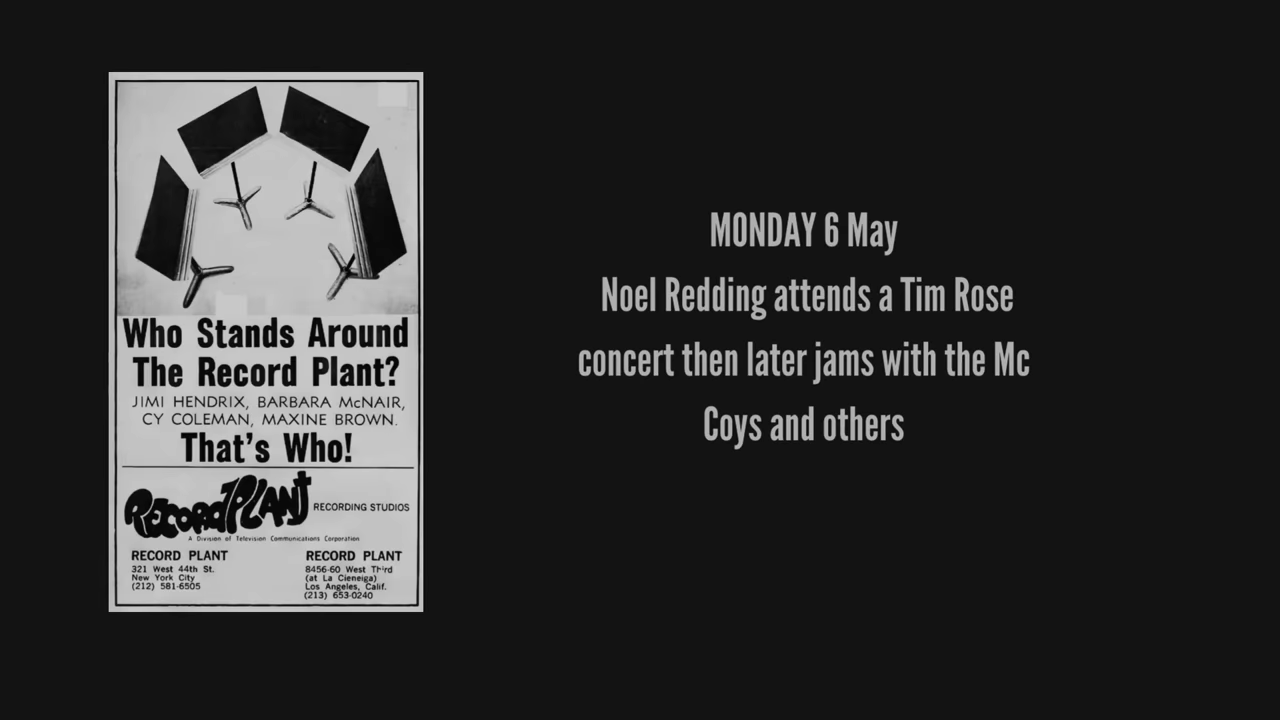 Who Stands Around
The Record Plant?
JIMI HENDRIX, BARBARA McNAIR,
CY COLEMAN, MAXINE BROWN.
That's Who!
RECORD PLANT RECORDING STUDIOS
A Division of Television Communications Corporation
RECORD PLANT
321 West 44th St.
New York City
(212) 581-6505
RECORD PLANT
8456-60 West Third
(at La Cieneiga)
Los Angeles, Calif.
(213) 653-0240
MONDAY 6 May
Noel Redding attends a Tim Rose
concert then later jams with the Mc
Coys and others